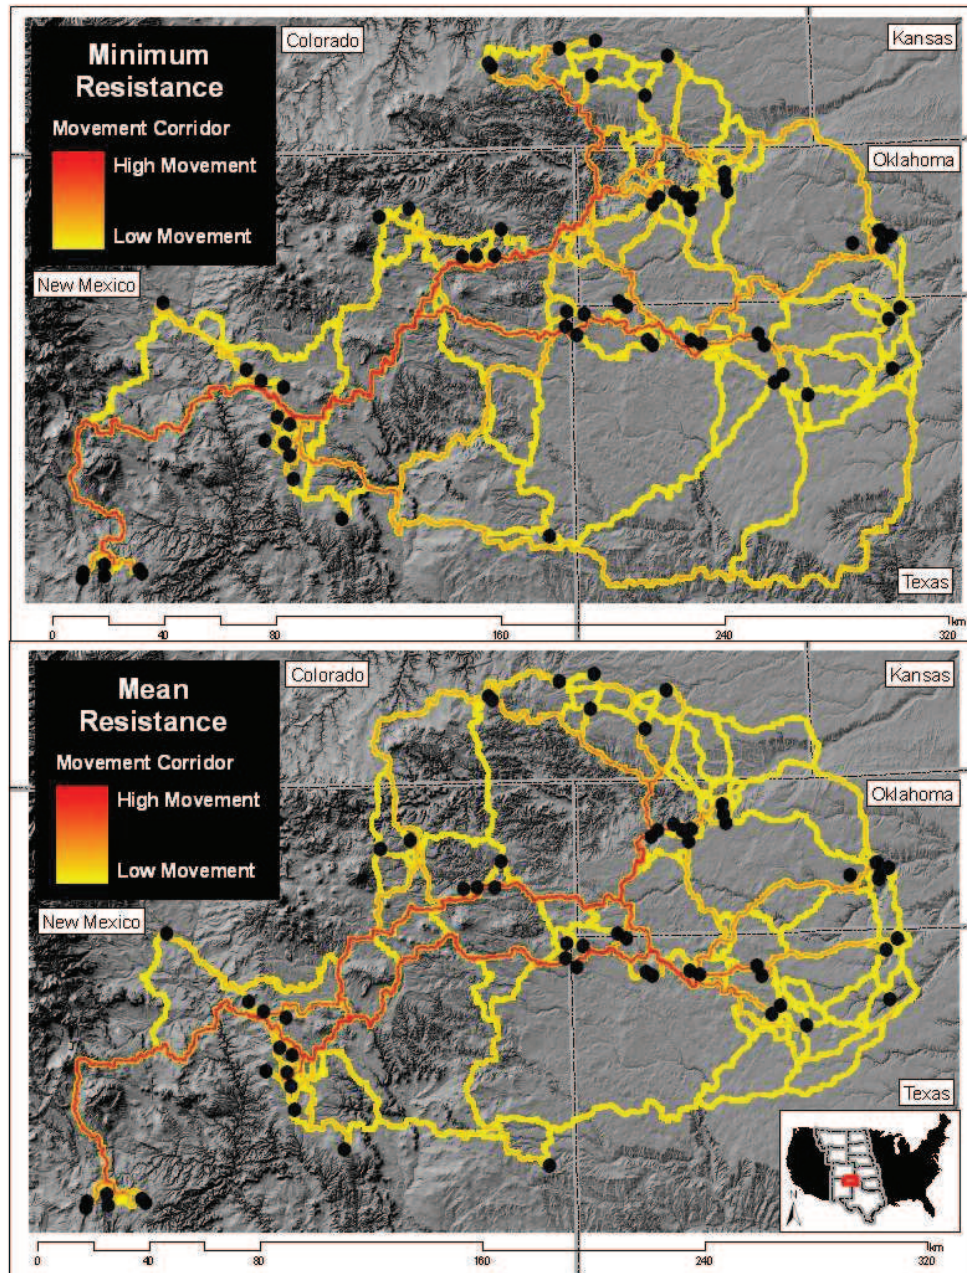 Minimum
Resistance
Movement Corridor
High Movement
Low Movement
Colorado
Kansas
Oklahoma
New Mexico
Texas
0 40 80 160 240 320 km
Mean
Resistance
Movement Corridor
High Movement
Low Movement
Colorado
Kansas
Oklahoma
New Mexico
Texas
N
0 40 80 160 240 320 km